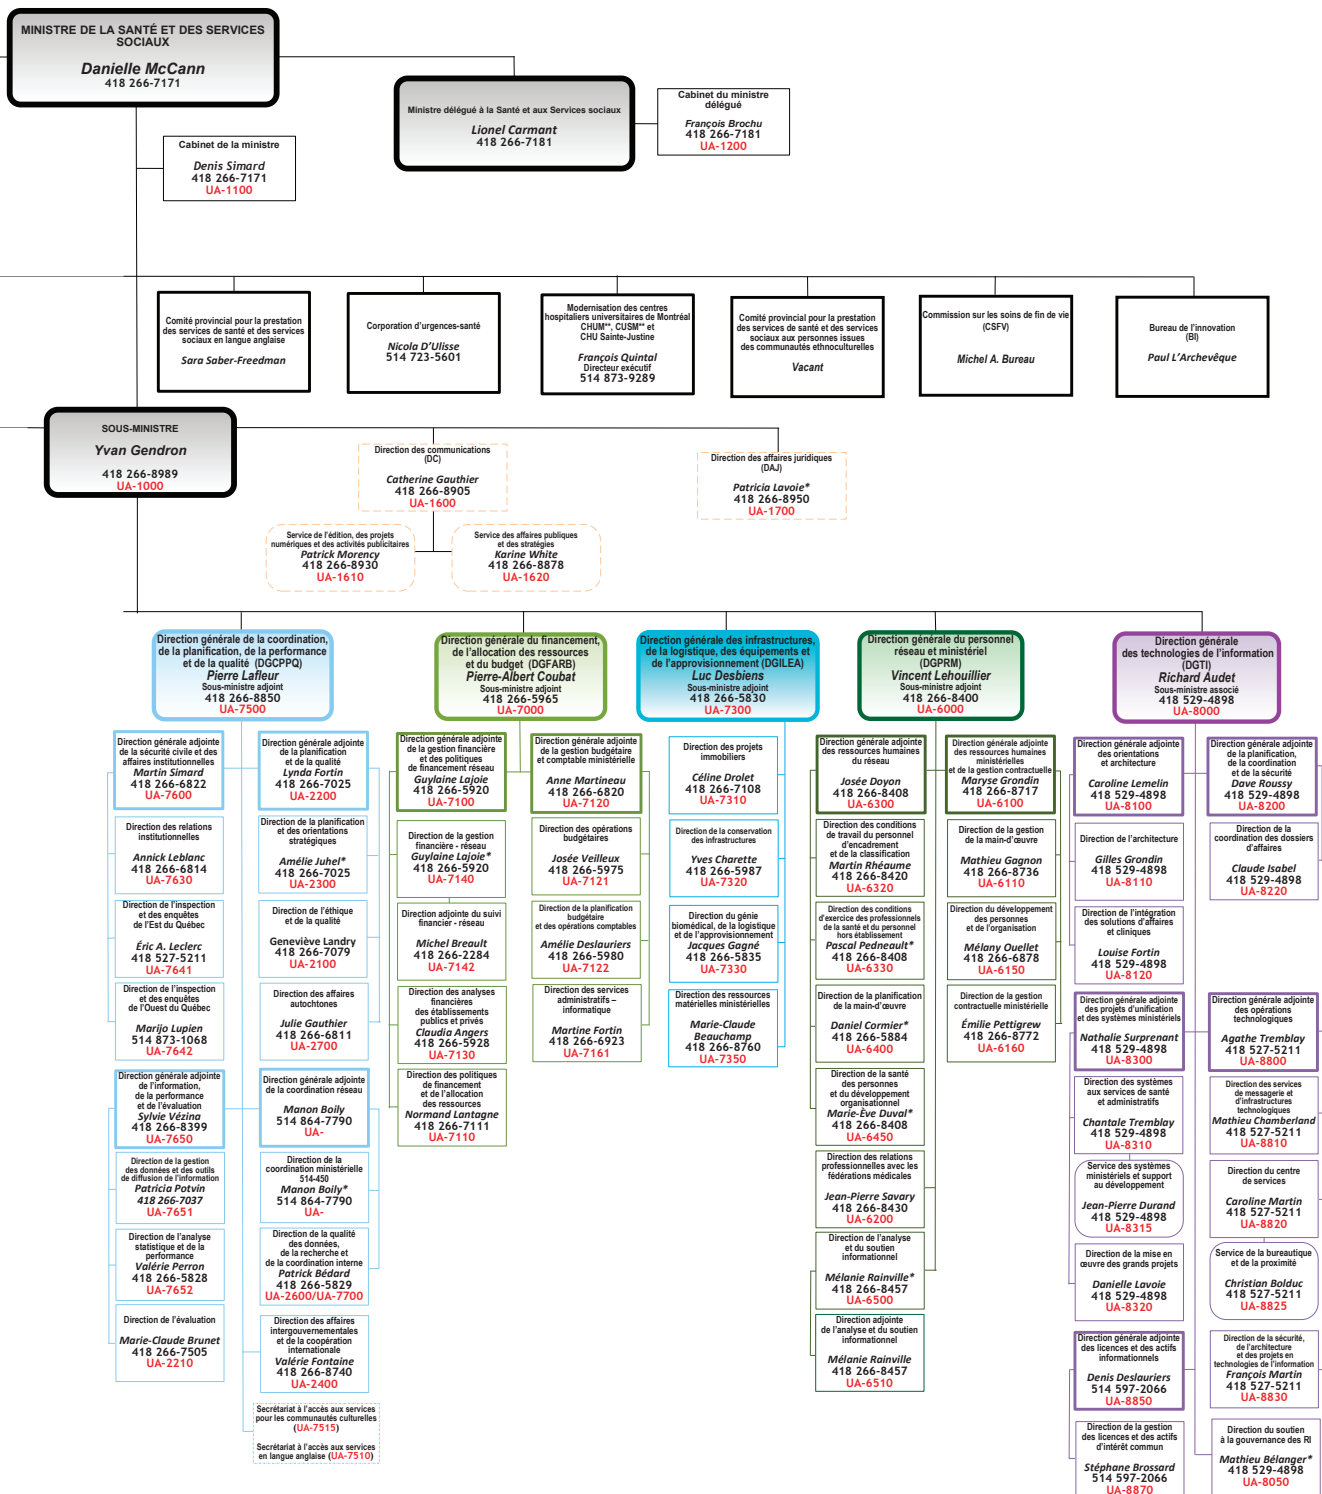 MINISTRE DE LA SANTÉ ET DES SERVICES
SOCIAUX
Danielle McCann
418 266-7171
Ministre délégué à la Santé et aux Services sociaux
Lionel Carmant
418 266-7181
Cabinet du ministre
délégué
François Brochu
418 266-7181
UA-1200
Cabinet de la ministre
Denis Simard
418 266-7171
UA-1100
Comité provincial pour la prestation
des services de santé et des services
sociaux en langue anglaise
Sara Saber-Freedman
Corporation d'urgences-santé
Nicola D'Ulisse
514 723-5601
Modernisation des centres
hospitaliers universitaires de Montréal
CHUM**, CUSM** et
CHU Sainte-Justine
François Quintal
Directeur exécutif
514 873-9289
Comité provincial pour la prestation
des services de santé et des services
sociaux aux personnes issues
des communautés ethnoculturelles
Vacant
Commission sur les soins de fin de vie
(CSFV)
Michel A. Bureau
Bureau de l'innovation
(BI)
Paul L'Archevêque
SOUS-MINISTRE
Yvan Gendron
418 266-8989
UA-1000
Direction des communications
(DC)
Catherine Gauthier
418 266-8905
UA-1600
Direction des affaires juridiques
(DAJ)
Patricia Lavoie*
418 266-8950
UA-1700
Service de l'édition, des projets
numériques et des activités publicitaires
Patrick Morency
418 266-8930
UA-1610
Service des affaires publiques
et des stratégies
Karine White
418 266-8878
UA-1620
Direction générale de la coordination,
de la planification, de la performance
et de la qualité (DGCPPQ)
Pierre Lafleur
Sous-ministre adjoint
418 266-8850
UA-7500
Direction générale du financement,
de l'allocation des ressources
et du budget (DGFARB)
Pierre-Albert Coubat
Sous-ministre adjoint
418 266-5965
UA-7000
Direction générale des infrastructures,
de la logistique, des équipements et
de l'approvisionnement (DGILEA)
Luc Desbiens
Sous-ministre adjoint
418 266-5830
UA-7300
Direction générale du personnel
réseau et ministériel
(DGPRM)
Vincent Lehouillier
Sous-ministre adjoint
418 266-8400
UA-6000
Direction générale
des technologies de l'information
(DGTI)
Richard Audet
Sous-ministre associé
418 529-4898
UA-8000
Direction générale adjointe
de la sécurité civile et des
affaires institutionnelles
Martin Simard
418 266-6822
UA-7600
Direction des relations
institutionnelles
Annick Leblanc
418 266-6814
UA-7630
Direction de l'inspection
et des enquêtes
de l'Est du Québec
Éric A. Leclerc
418 527-5211
UA-7641
Direction de l'inspection
et des enquêtes
de l'Ouest du Québec
Marijo Lupien
514 873-1068
UA-7642
Direction générale adjointe
de l'information,
de la performance
et de l'évaluation
Sylvie Vézina
418 266-8399
UA-7650
Direction de la gestion
des données et des outils
de diffusion de l'information
Patricia Potvin
418 266-7037
UA-7651
Direction de l'analyse
statistique et de la
performance
Valérie Perron
418 266-5828
UA-7652
Direction de l'évaluation
Marie-Claude Brunet
418 266-7505
UA-2210
Direction générale adjointe
de la planification
et de la qualité
Lynda Fortin
418 266-7025
UA-2200
Direction de la planification
et des orientations
stratégiques
Amélie Juhel*
418 266-7025
UA-2300
Direction de l'éthique
et de la qualité
Geneviève Landry
418 266-7079
UA-2100
Direction des affaires
autochtones
Julie Gauthier
418 266-6811
UA-2700
Direction générale adjointe
de la coordination réseau
Manon Boily
514 864-7790
UA-
Direction de la
coordination ministérielle
514-450
Manon Boily*
514 864-7790
UA-
Direction de la qualité
des données,
de la recherche et
de la coordination interne
Patrick Bédard
418 266-5829
UA-2600/UA-7700
Direction des affaires
intergouvernementales
et de la coopération
internationale
Valérie Fontaine
418 266-8740
UA-2400
Secrétariat à l'accès aux services
pour les communautés culturelles
(UA-7515)
Secrétariat à l'accès aux services
en langue anglaise (UA-7510)
Direction générale adjointe
de la gestion financière
et des politiques
de financement réseau
Guylaine Lajoie
418 266-5920
UA-7100
Direction de la gestion
financière - réseau
Guylaine Lajoie*
418 266-5920
UA-7140
Direction adjointe du suivi
financier - réseau
Michel Breault
418 266-2284
UA-7142
Direction des analyses
financières
des établissements
publics et privés
Claudia Angers
418 266-5928
UA-7130
Direction des politiques
de financement
et de l'allocation
des ressources
Normand Lantagne
418 266-7111
UA-7110
Direction générale adjointe
de la gestion budgétaire
et comptable ministérielle
Anne Martineau
418 266-6820
UA-7120
Direction des opérations
budgétaires
Josée Veilleux
418 266-5975
UA-7121
Direction de la planification
budgétaire
et des opérations comptables
Amélie Deslauriers
418 266-5980
UA-7122
Direction des services
administratifs –
informatique
Martine Fortin
418 266-6923
UA-7161
Direction des projets
immobiliers
Céline Drolet
418 266-7108
UA-7310
Direction de la conservation
des infrastructures
Yves Charette
418 266-5987
UA-7320
Direction du génie
biomédical, de la logistique
et de l'approvisionnement
Jacques Gagné
418 266-5835
UA-7330
Direction des ressources
matérielles ministérielles
Marie-Claude
Beauchamp
418 266-8760
UA-7350
Direction générale adjointe
des ressources humaines
du réseau
Josée Doyon
418 266-8408
UA-6300
Direction des conditions
de travail du personnel
d'encadrement
et de la classification
Martin Rhéaume
418 266-8420
UA-6320
Direction des conditions
d'exercice des professionnels
de la santé et du personnel
hors établissement
Pascal Pedneault*
418 266-8408
UA-6330
Direction de la planification
de la main-d'œuvre
Daniel Cormier*
418 266-5884
UA-6400
Direction de la santé
des personnes
et du développement
organisationnel
Marie-Ève Duval*
418 266-8408
UA-6450
Direction des relations
professionnelles avec les
fédérations médicales
Jean-Pierre Savary
418 266-8430
UA-6200
Direction de l'analyse
et du soutien
informationnel
Mélanie Rainville*
418 266-8457
UA-6500
Direction adjointe
de l'analyse et du soutien
informationnel
Mélanie Rainville
418 266-8457
UA-6510
Direction générale adjointe
des ressources humaines
ministérielles
et de la gestion contractuelle
Maryse Grondin
418 266-8717
UA-6100
Direction de la gestion
de la main-d'œuvre
Mathieu Gagnon
418 266-8736
UA-6110
Direction du développement
des personnes
et de l'organisation
Mélany Ouellet
418 266-6878
UA-6150
Direction de la gestion
contractuelle ministérielle
Émilie Pettigrew
418 266-8772
UA-6160
Direction générale adjointe
des orientations
et architecture
Caroline Lemelin
418 529-4898
UA-8100
Direction de l'architecture
Gilles Grondin
418 529-4898
UA-8110
Direction de l'intégration
des solutions d'affaires
et cliniques
Louise Fortin
418 529-4898
UA-8120
Direction générale adjointe
des projets d'unification
et des systèmes ministériels
Nathalie Surprenant
418 529-4898
UA-8300
Direction des systèmes
aux services de santé
et administratifs
Chantale Tremblay
418 529-4898
UA-8310
Service des systèmes
ministériels et support
au développement
Jean-Pierre Durand
418 529-4898
UA-8315
Direction de la mise en
œuvre des grands projets
Danielle Lavoie
418 529-4898
UA-8320
Direction générale adjointe
des licences et des actifs
informationnels
Denis Deslauriers
514 597-2066
UA-8850
Direction de la gestion
des licences et des actifs
d'intérêt commun
Stéphane Brossard
514 597-2066
UA-8870
Direction générale adjointe
de la planification,
de la coordination
et de la sécurité
Dave Roussy
418 529-4898
UA-8200
Direction de la
coordination des dossiers
d'affaires
Claude Isabel
418 529-4898
UA-8220
Direction générale adjointe
des opérations
technologiques
Agathe Tremblay
418 527-5211
UA-8800
Direction des services
de messagerie et
d'infrastructures
technologiques
Mathieu Chamberland
418 527-5211
UA-8810
Direction du centre
de services
Caroline Martin
418 527-5211
UA-8820
Service de la bureautique
et de la proximité
Christian Bolduc
418 527-5211
UA-8825
Direction de la sécurité,
de l'architecture
et des projets en
technologies de l'information
François Martin
418 527-5211
UA-8830
Direction du soutien
à la gouvernance des RI
Mathieu Bélanger*
418 529-4898
UA-8050